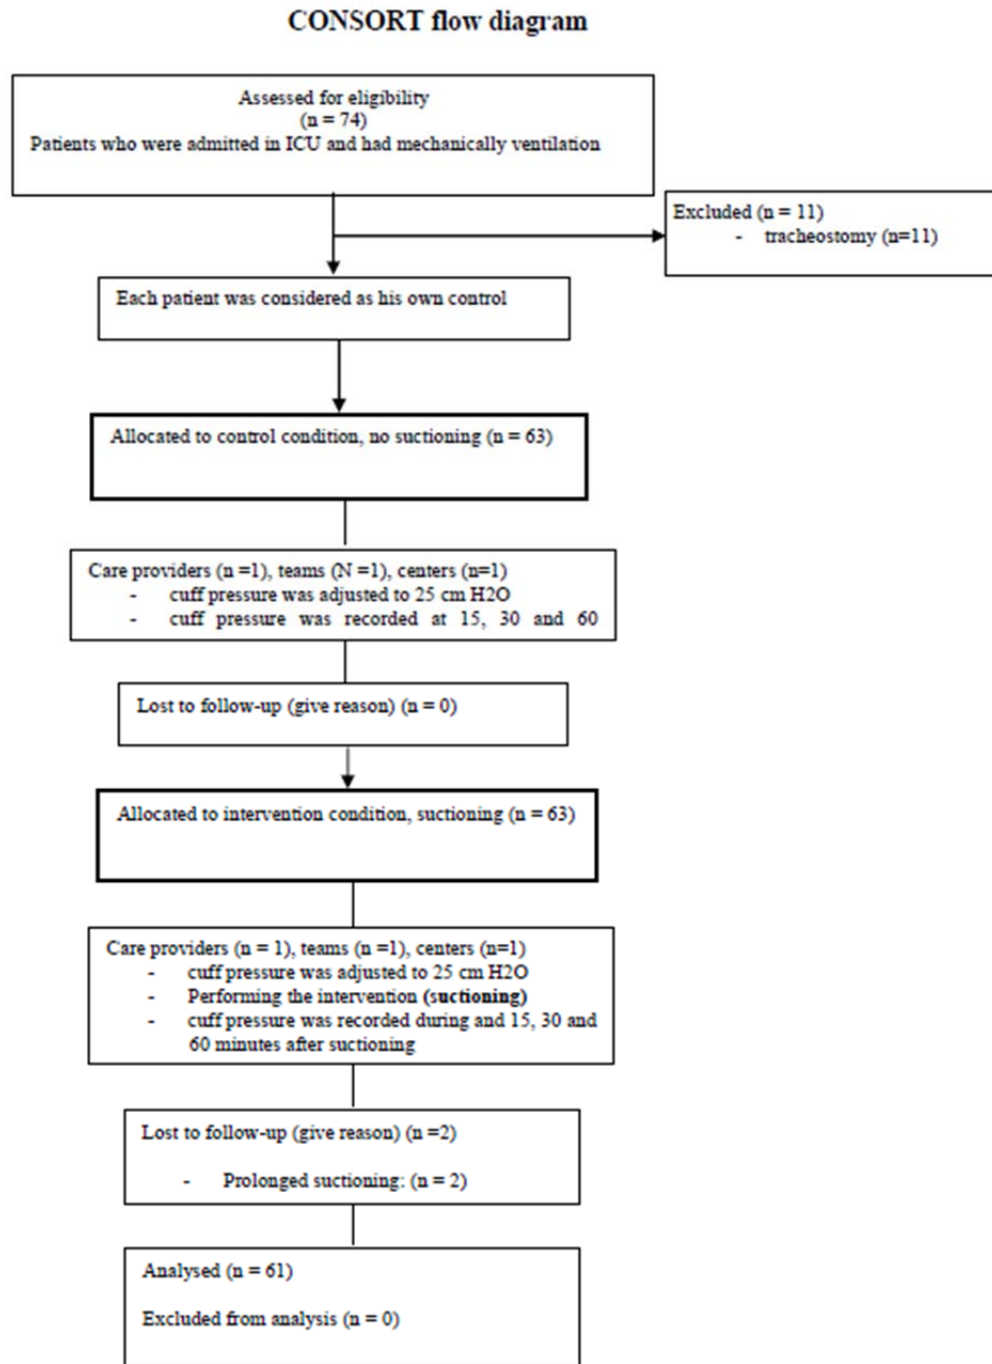 CONSORT flow diagram
Assessed for eligibility
(n = 74)
Patients who were admitted in ICU and had mechanically ventilation
Excluded (n = 11)
- tracheostomy (n=11)
Each patient was considered as his own control
Allocated to control condition, no suctioning (n = 63)
Care providers (n =1), teams (N =1), centers (n=1)
- cuff pressure was adjusted to 25 cm H2O
- cuff pressure was recorded at 15, 30 and 60
Lost to follow-up (give reason) (n = 0)
Allocated to intervention condition, suctioning (n = 63)
Care providers (n = 1), teams (n =1), centers (n=1)
- cuff pressure was adjusted to 25 cm H2O
- Performing the intervention (suctioning)
- cuff pressure was recorded during and 15, 30 and
60 minutes after suctioning
Lost to follow-up (give reason) (n =2)
- Prolonged suctioning: (n = 2)
Analysed (n = 61)
Excluded from analysis (n = 0)